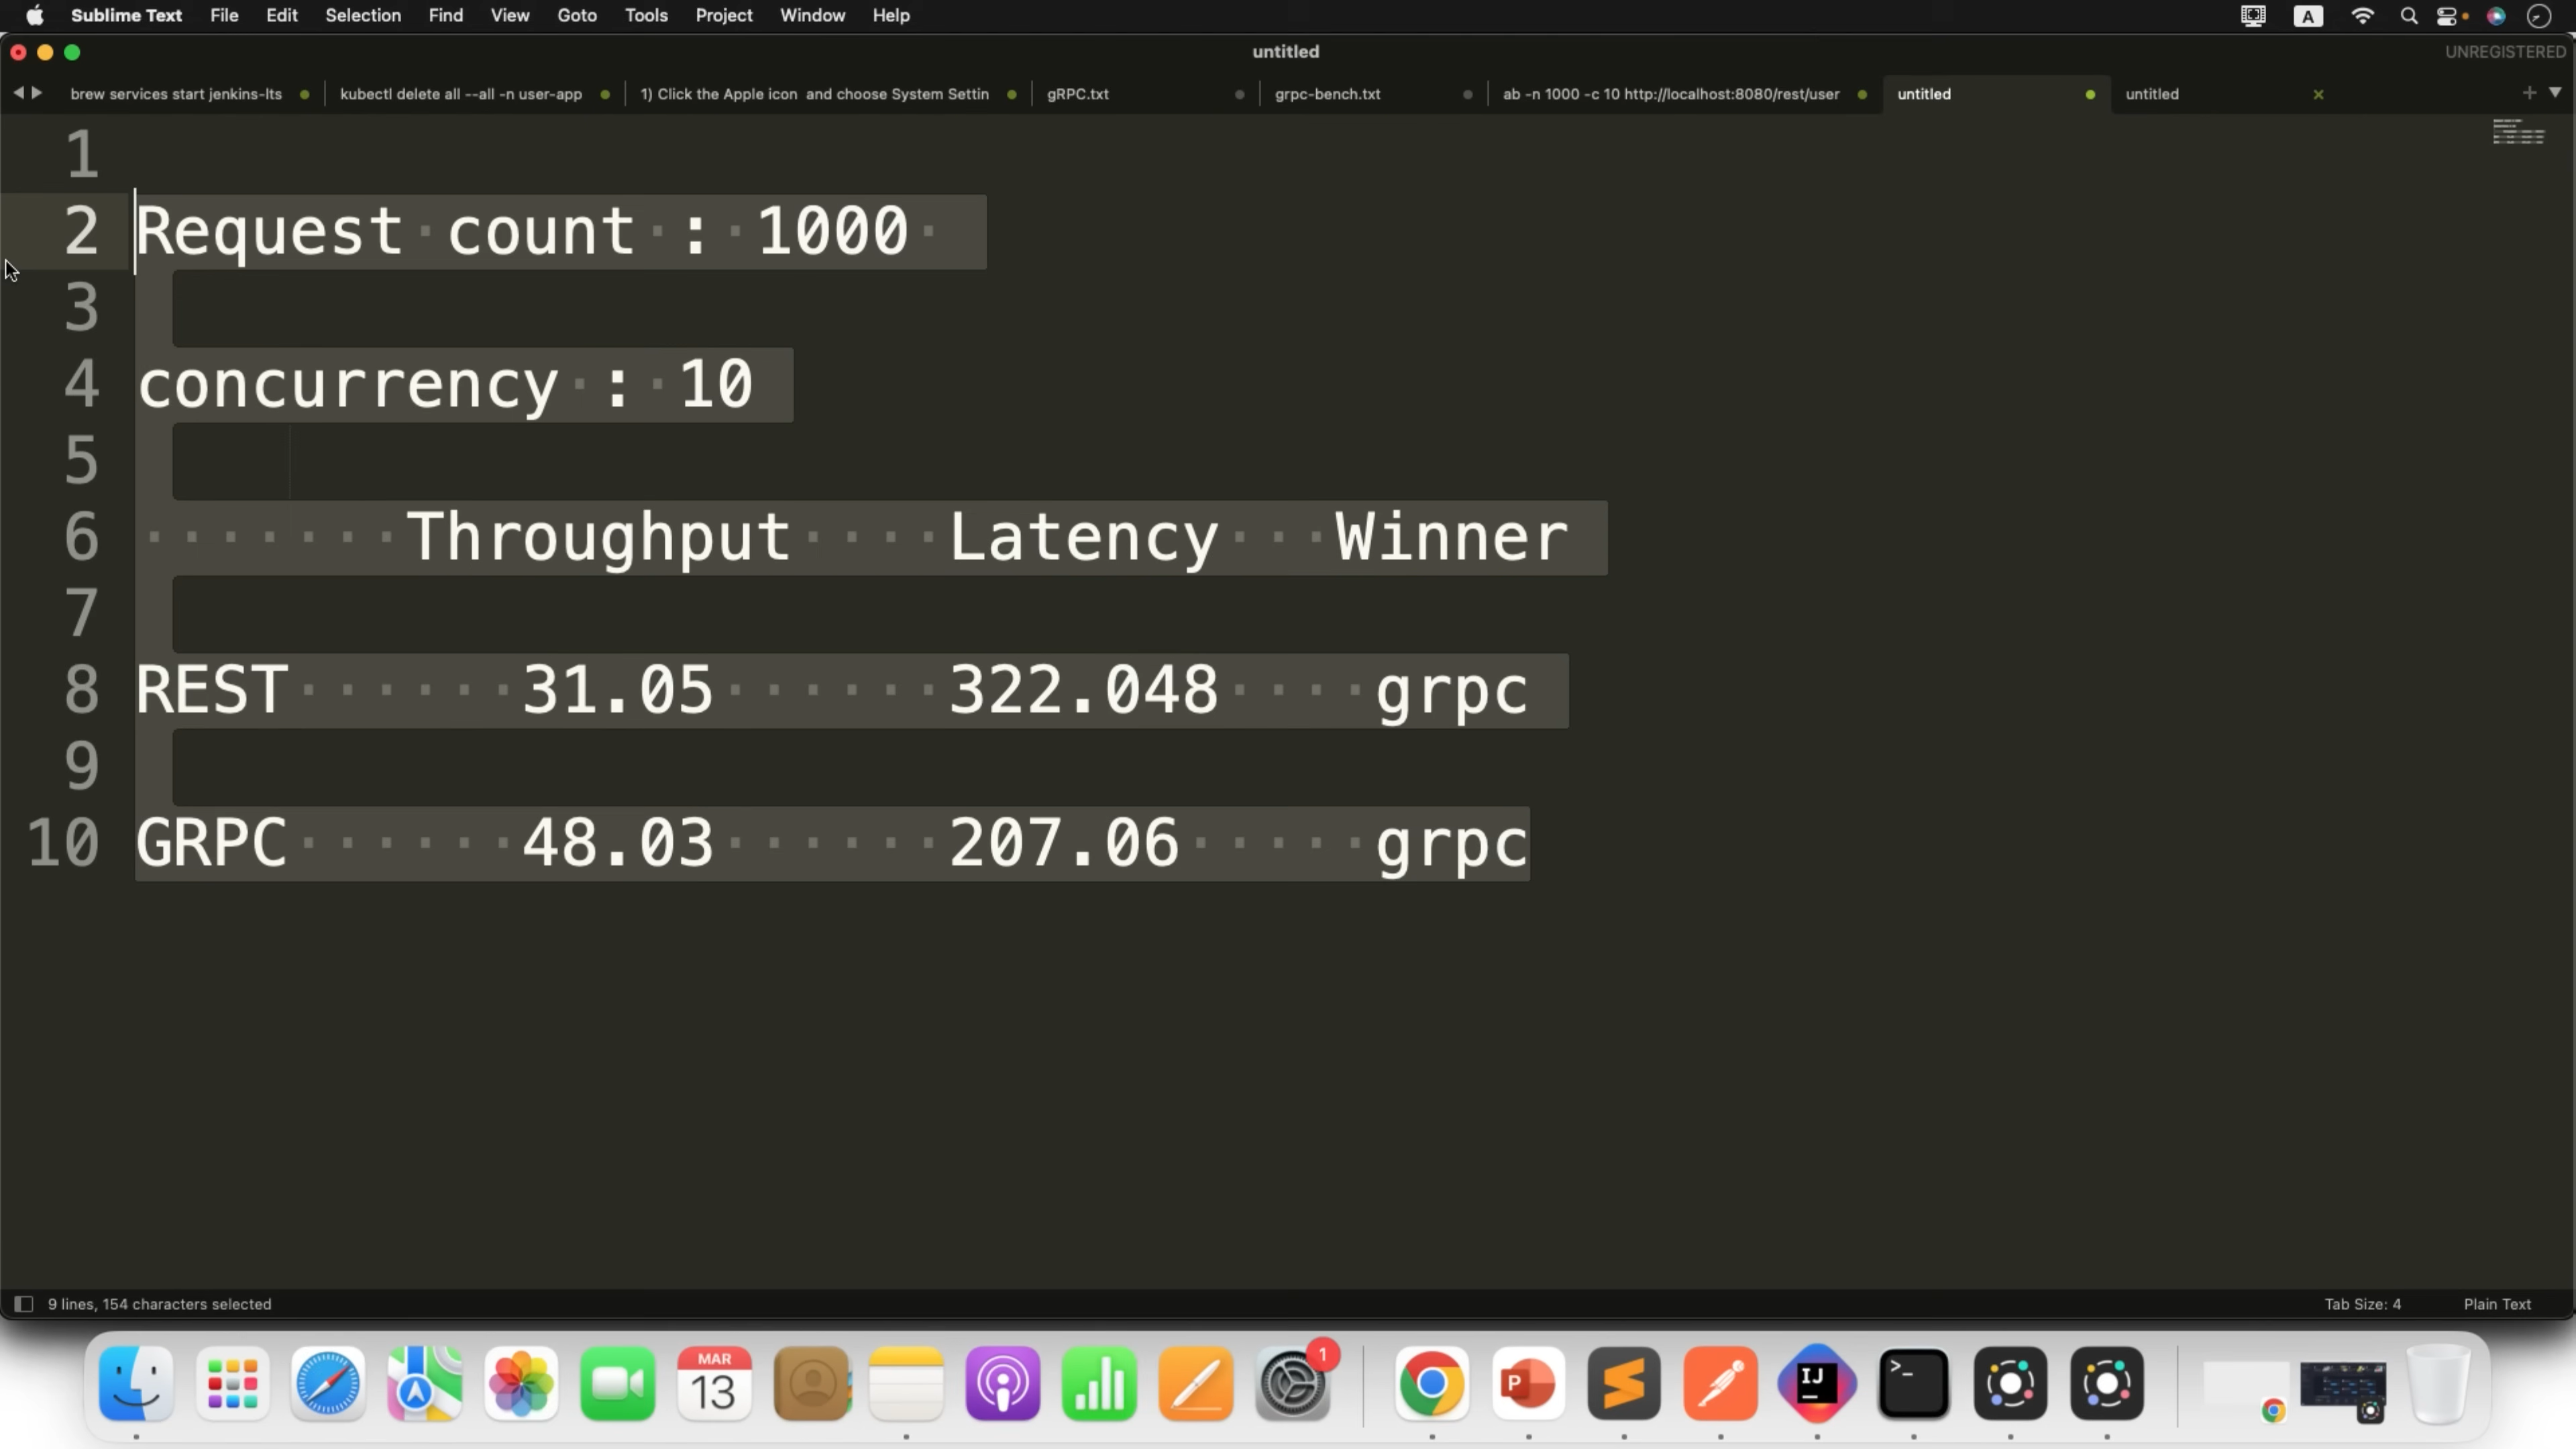 Sublime Text File Edit Selection Find View Goto Tools Project Window Help A
untitled UNREGISTERED
brew services start jenkins-lts kubectl delete all --all -n user-app 1) Click the Apple icon  and choose System Settin gRPC.txt grpc-bench.txt ab -n 1000 -c 10 http://localhost:8080/rest/user untitled untitled
1
2 Request count : 1000
3
4 concurrency : 10
5
6 Throughput Latency Winner
7
8 REST 31.05 322.048 grpc
9
10 GRPC 48.03 207.06 grpc
9 lines, 154 characters selected Tab Size: 4 Plain Text
MAR
13
1
P
IJ
>_